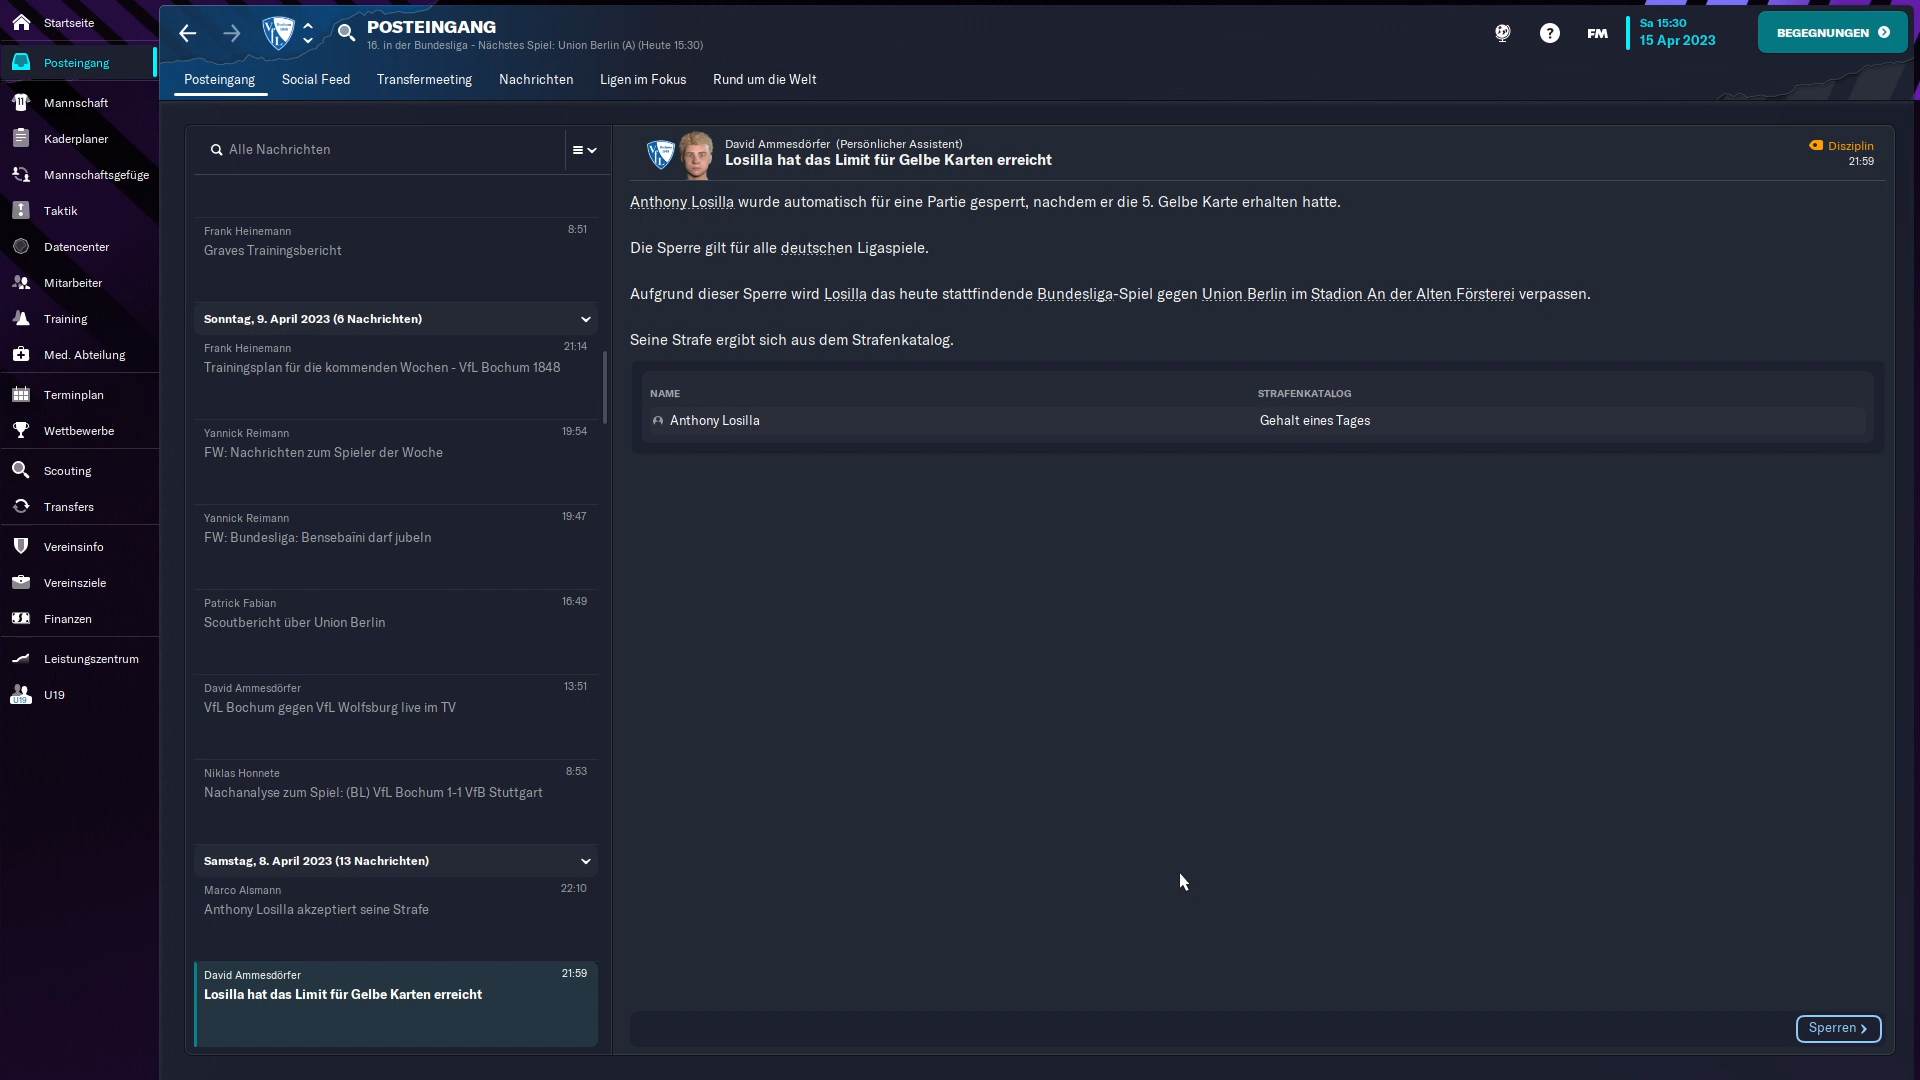 Startseite
Posteingang
Mannschaft
Kaderplaner
Mannschaftsgefüge
Taktik
Datencenter
Mitarbeiter
Training
Med. Abteilung
Terminplan
Wettbewerbe
Scouting
Transfers
Vereinsinfo
Vereinsziele
Finanzen
Leistungszentrum
U19
U19
POSTEINGANG
16. in der Bundesliga - Nächstes Spiel: Union Berlin (A) (Heute 15:30)
FM
Sa 15:30
15 Apr 2023
BEGEGNUNGEN
Posteingang
Social Feed
Transfermeeting
Nachrichten
Ligen im Fokus
Rund um die Welt
Alle Nachrichten
Frank Heinemann 8:51
Graves Trainingsbericht
Sonntag, 9. April 2023 (6 Nachrichten)
Frank Heinemann 21:14
Trainingsplan für die kommenden Wochen - VfL Bochum 1848
Yannick Reimann 19:54
FW: Nachrichten zum Spieler der Woche
Yannick Reimann 19:47
FW: Bundesliga: Bensebaïni darf jubeln
Patrick Fabian 16:49
Scoutbericht über Union Berlin
David Ammesdörfer 13:51
VfL Bochum gegen VfL Wolfsburg live im TV
Niklas Honnete 8:53
Nachanalyse zum Spiel: (BL) VfL Bochum 1-1 VfB Stuttgart
Samstag, 8. April 2023 (13 Nachrichten)
Marco Alsmann 22:10
Anthony Losilla akzeptiert seine Strafe
David Ammesdörfer 21:59
Losilla hat das Limit für Gelbe Karten erreicht
David Ammesdörfer (Persönlicher Assistent)
Losilla hat das Limit für Gelbe Karten erreicht
Disziplin
21:59
Anthony Losilla wurde automatisch für eine Partie gesperrt, nachdem er die 5. Gelbe Karte erhalten hatte.
Die Sperre gilt für alle deutschen Ligaspiele.
Aufgrund dieser Sperre wird Losilla das heute stattfindende Bundesliga-Spiel gegen Union Berlin im Stadion An der Alten Försterei verpassen.
Seine Strafe ergibt sich aus dem Strafenkatalog.
NAME STRAFENKATALOG
Anthony Losilla Gehalt eines Tages
Sperren